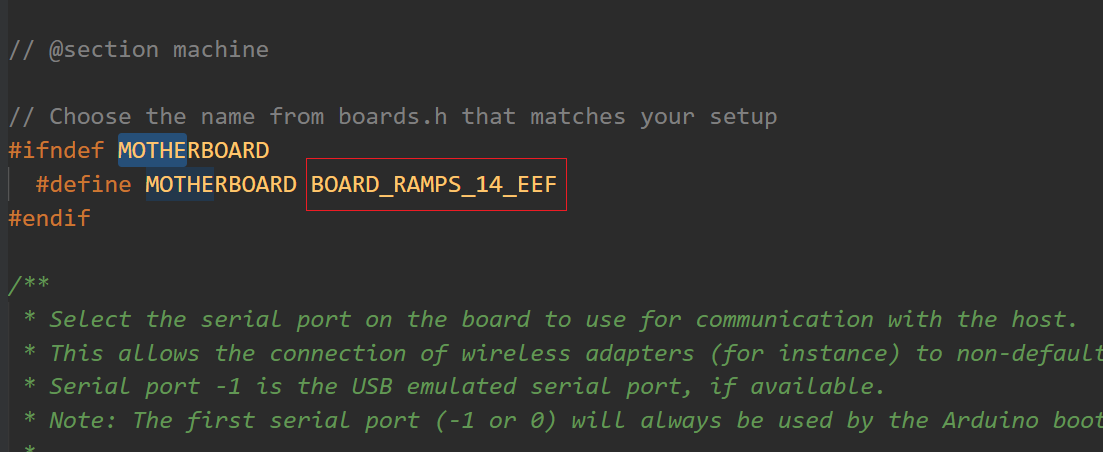 // @section machine
// Choose the name from boards.h that matches your setup
#ifndef MOTHERBOARD
#define MOTHERBOARD BOARD_RAMPS_14_EEF
#endif
/**
* Select the serial port on the board to use for communication with the host.
* This allows the connection of wireless adapters (for instance) to non-default
* Serial port -1 is the USB emulated serial port, if available.
* Note: The first serial port (-1 or 0) will always be used by the Arduino boot
*